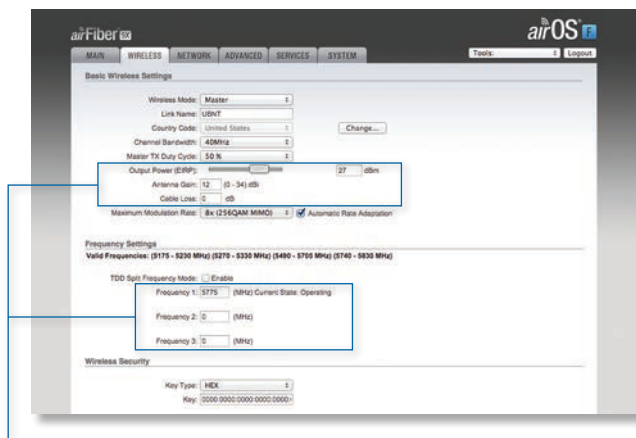 airFiber 5X airOS F
MAIN WIRELESS NETWORK ADVANCED SERVICES SYSTEM Tools: Logout
Basic Wireless Settings
Wireless Mode: Master
Link Name: UBNT
Country Code: United States Change...
Channel Bandwidth: 40MHz
Master TX Duty Cycle: 50 %
Output Power (EIRP): 27 dBm
Antenna Gain: 12 (0 - 34) dBi
Cable Loss: 0 dB
Maximum Modulation Rate: 8x (256QAM MIMO) Automatic Rate Adaptation
Frequency Settings
Valid Frequencies: (5175 - 5230 MHz) (5270 - 5330 MHz) (5490 - 5705 MHz) (5740 - 5830 MHz)
TDD Split Frequency Mode: Enable
Frequency 1: 5775 (MHz) Current State: Operating
Frequency 2: 0 (MHz)
Frequency 3: 0 (MHz)
Wireless Security
Key Type: HEX
Key: 0000:0000:0000:0000:0000: